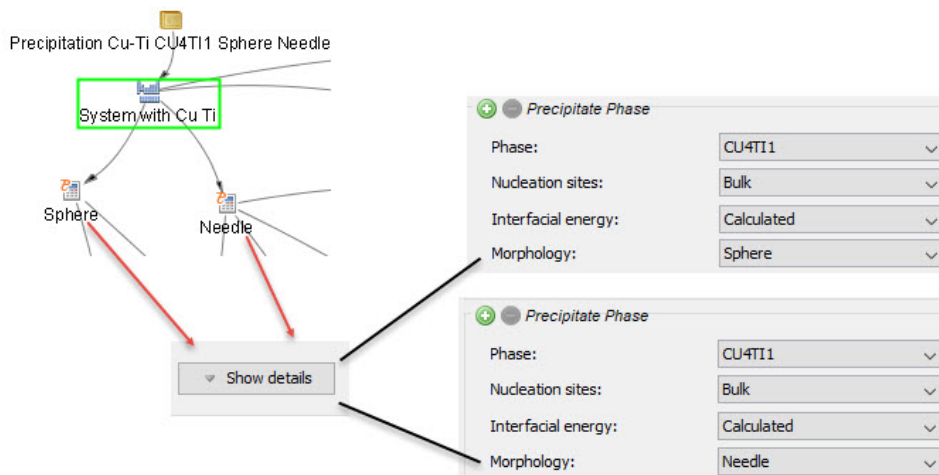 Precipitation Cu-Ti CU4TI1 Sphere Needle
System with Cu Ti
Sphere
Needle
Show details
Precipitate Phase
Phase: CU4TI1
Nucleation sites: Bulk
Interfacial energy: Calculated
Morphology: Sphere
Precipitate Phase
Phase: CU4TI1
Nucleation sites: Bulk
Interfacial energy: Calculated
Morphology: Needle